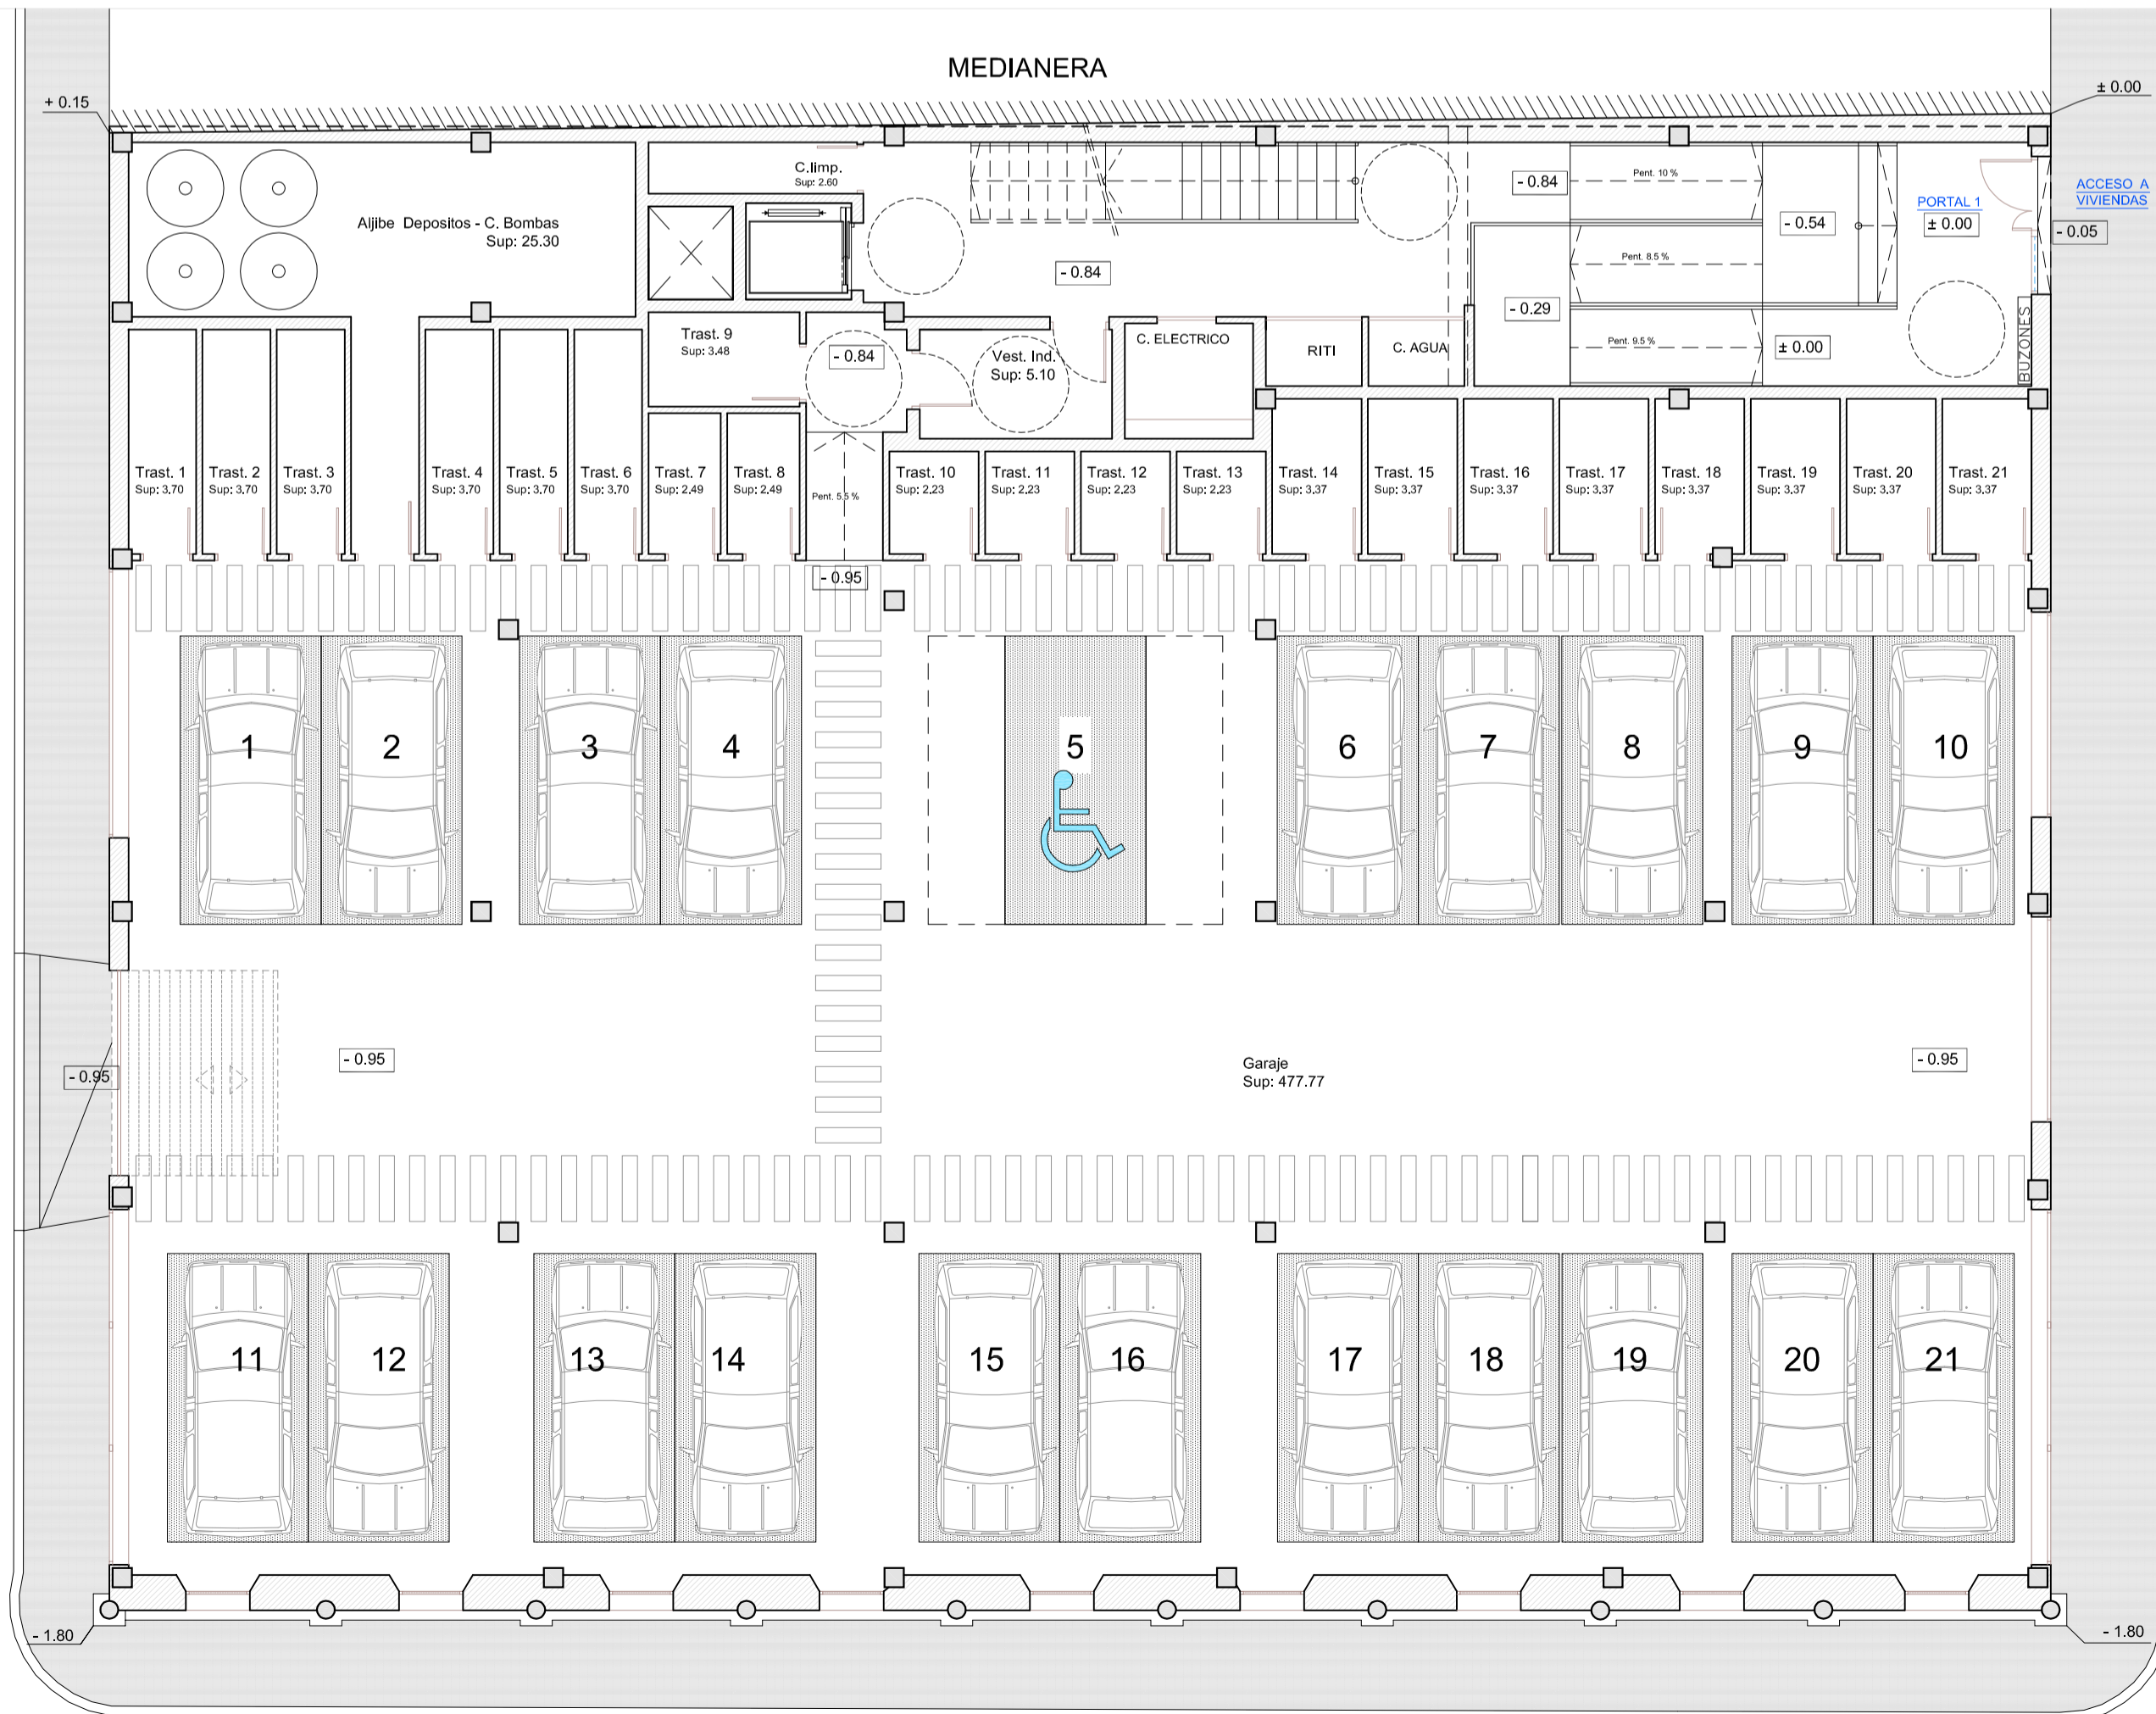 MEDIANERA
+ 0.15
± 0.00
C.limp.
Sup: 2.60
Aljibe Depositos - C. Bombas
Sup: 25.30
- 0.84
Pent. 10 %
- 0.54
PORTAL 1
± 0.00
ACCESO A
VIVIENDAS
- 0.05
- 0.84
Pent. 8.5 %
- 0.29
Pent. 9.5 %
± 0.00
BUZONES
Trast. 9
Sup: 3.48
- 0.84
Vest. Ind.
Sup: 5.10
C. ELECTRICO
RITI
C. AGUA
Trast. 1
Sup: 3,70
Trast. 2
Sup: 3,70
Trast. 3
Sup: 3,70
Trast. 4
Sup: 3,70
Trast. 5
Sup: 3,70
Trast. 6
Sup: 3,70
Trast. 7
Sup: 2,49
Trast. 8
Sup: 2,49
Pent. 5,5 %
Trast. 10
Sup: 2,23
Trast. 11
Sup: 2,23
Trast. 12
Sup: 2,23
Trast. 13
Sup: 2,23
Trast. 14
Sup: 3,37
Trast. 15
Sup: 3,37
Trast. 16
Sup: 3,37
Trast. 17
Sup: 3,37
Trast. 18
Sup: 3,37
Trast. 19
Sup: 3,37
Trast. 20
Sup: 3,37
Trast. 21
Sup: 3,37
- 0.95
1
2
3
4
5
6
7
8
9
10
- 0.95
- 0.95
Garaje
Sup: 477.77
- 0.95
11
12
13
14
15
16
17
18
19
20
21
- 1.80
- 1.80